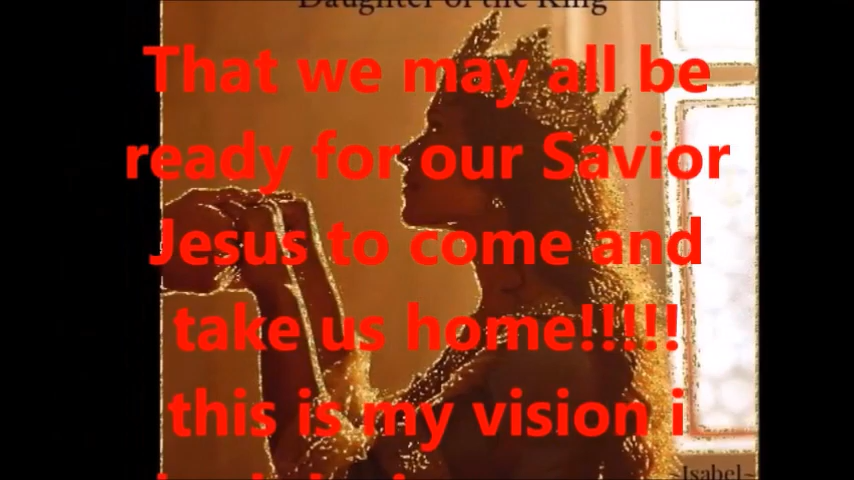 Daughter of the King
That we may all be
ready for our Savior
Jesus to come and
take us home!!!!!
this is my vision i
~Isabel~